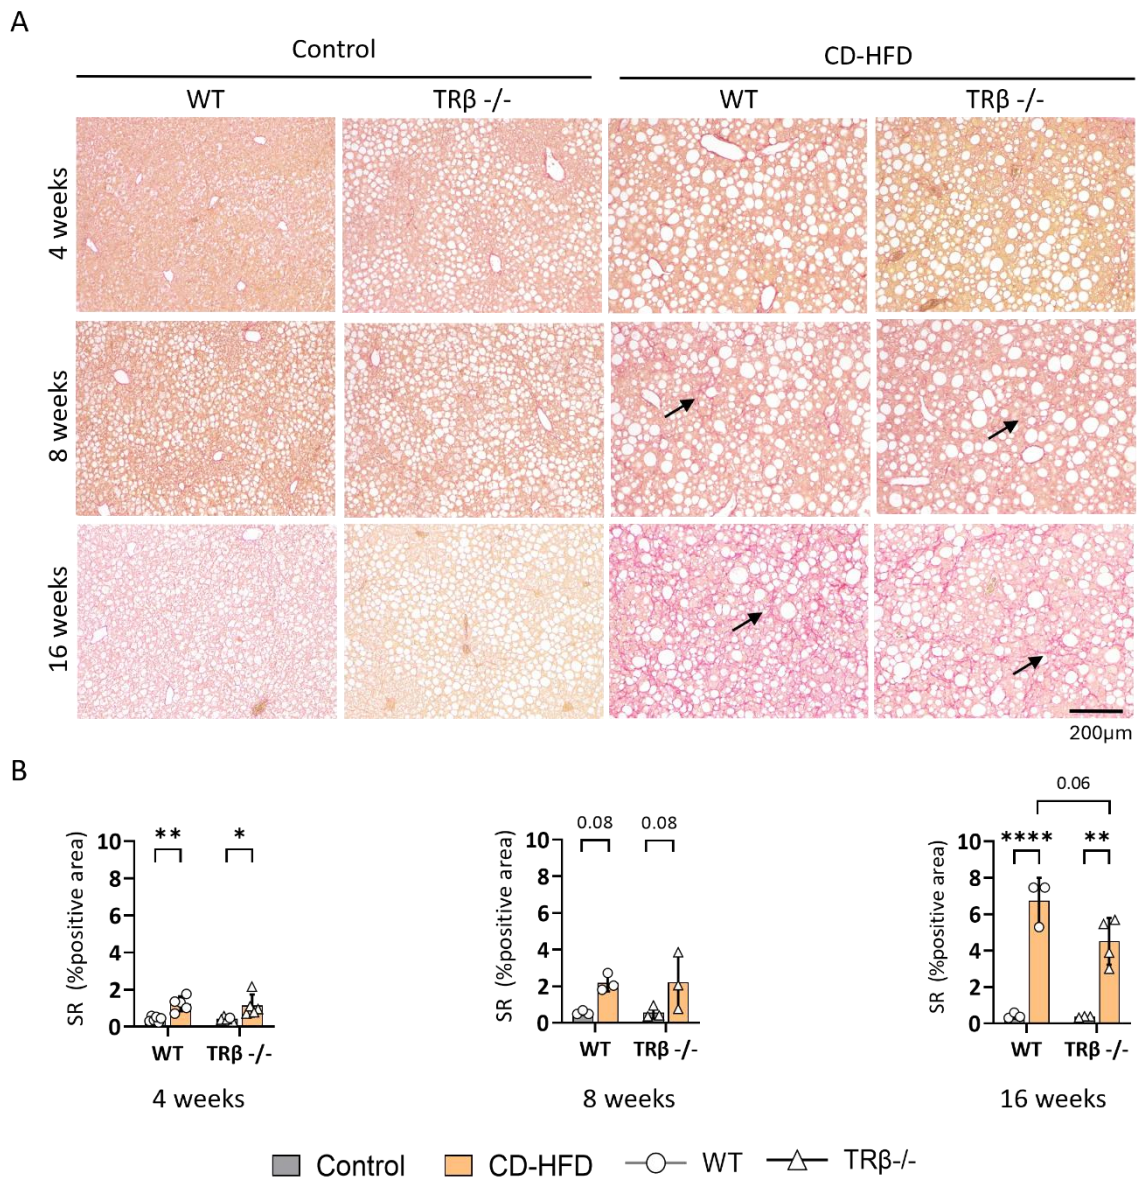 A
Control
CD-HFD
WT
TRβ -/-
WT
TRβ -/-
4 weeks
8 weeks
16 weeks
200µm
B
SR (%positive area)
10
8
6
4
2
0
**
*
WT
TRβ -/-
4 weeks
SR (%positive area)
10
8
6
4
2
0
0.08
0.08
WT
TRβ -/-
8 weeks
SR (%positive area)
10
8
6
4
2
0
0.06
****
**
WT
TRβ -/-
16 weeks
Control
CD-HFD
WT
TRβ-/-